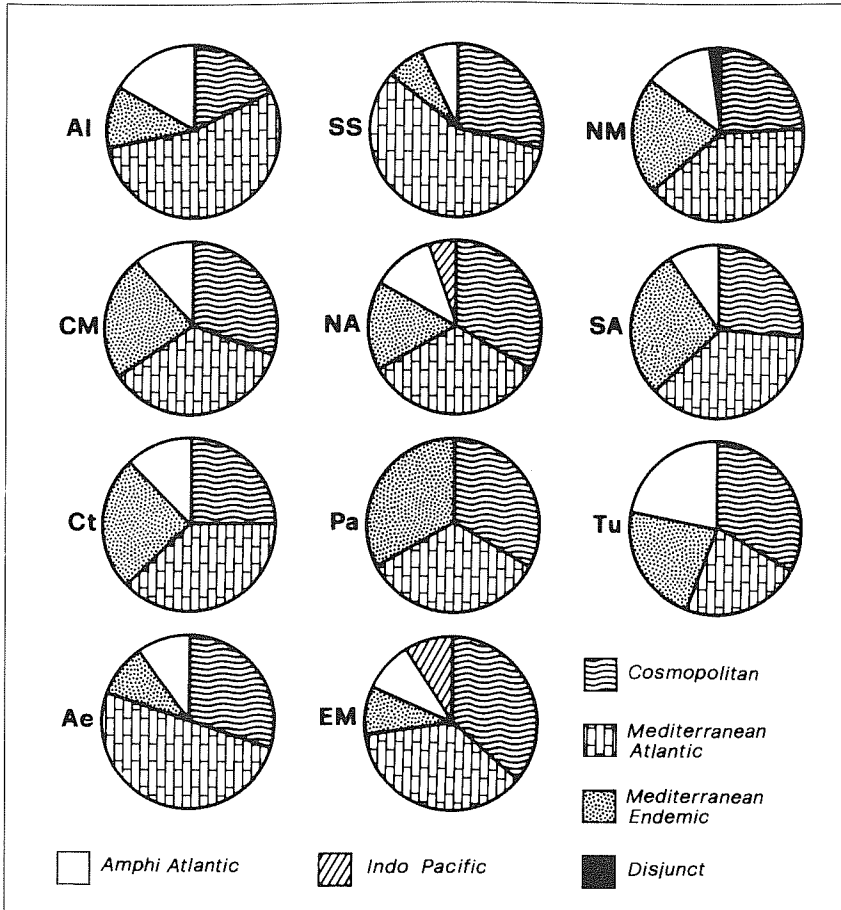 AI
SS
NM
CM
NA
SA
Ct
Pa
Tu
Ae
EM
Cosmopolitan
Mediterranean
Atlantic
Mediterranean
Endemic
Amphi Atlantic
Indo Pacific
Disjunct